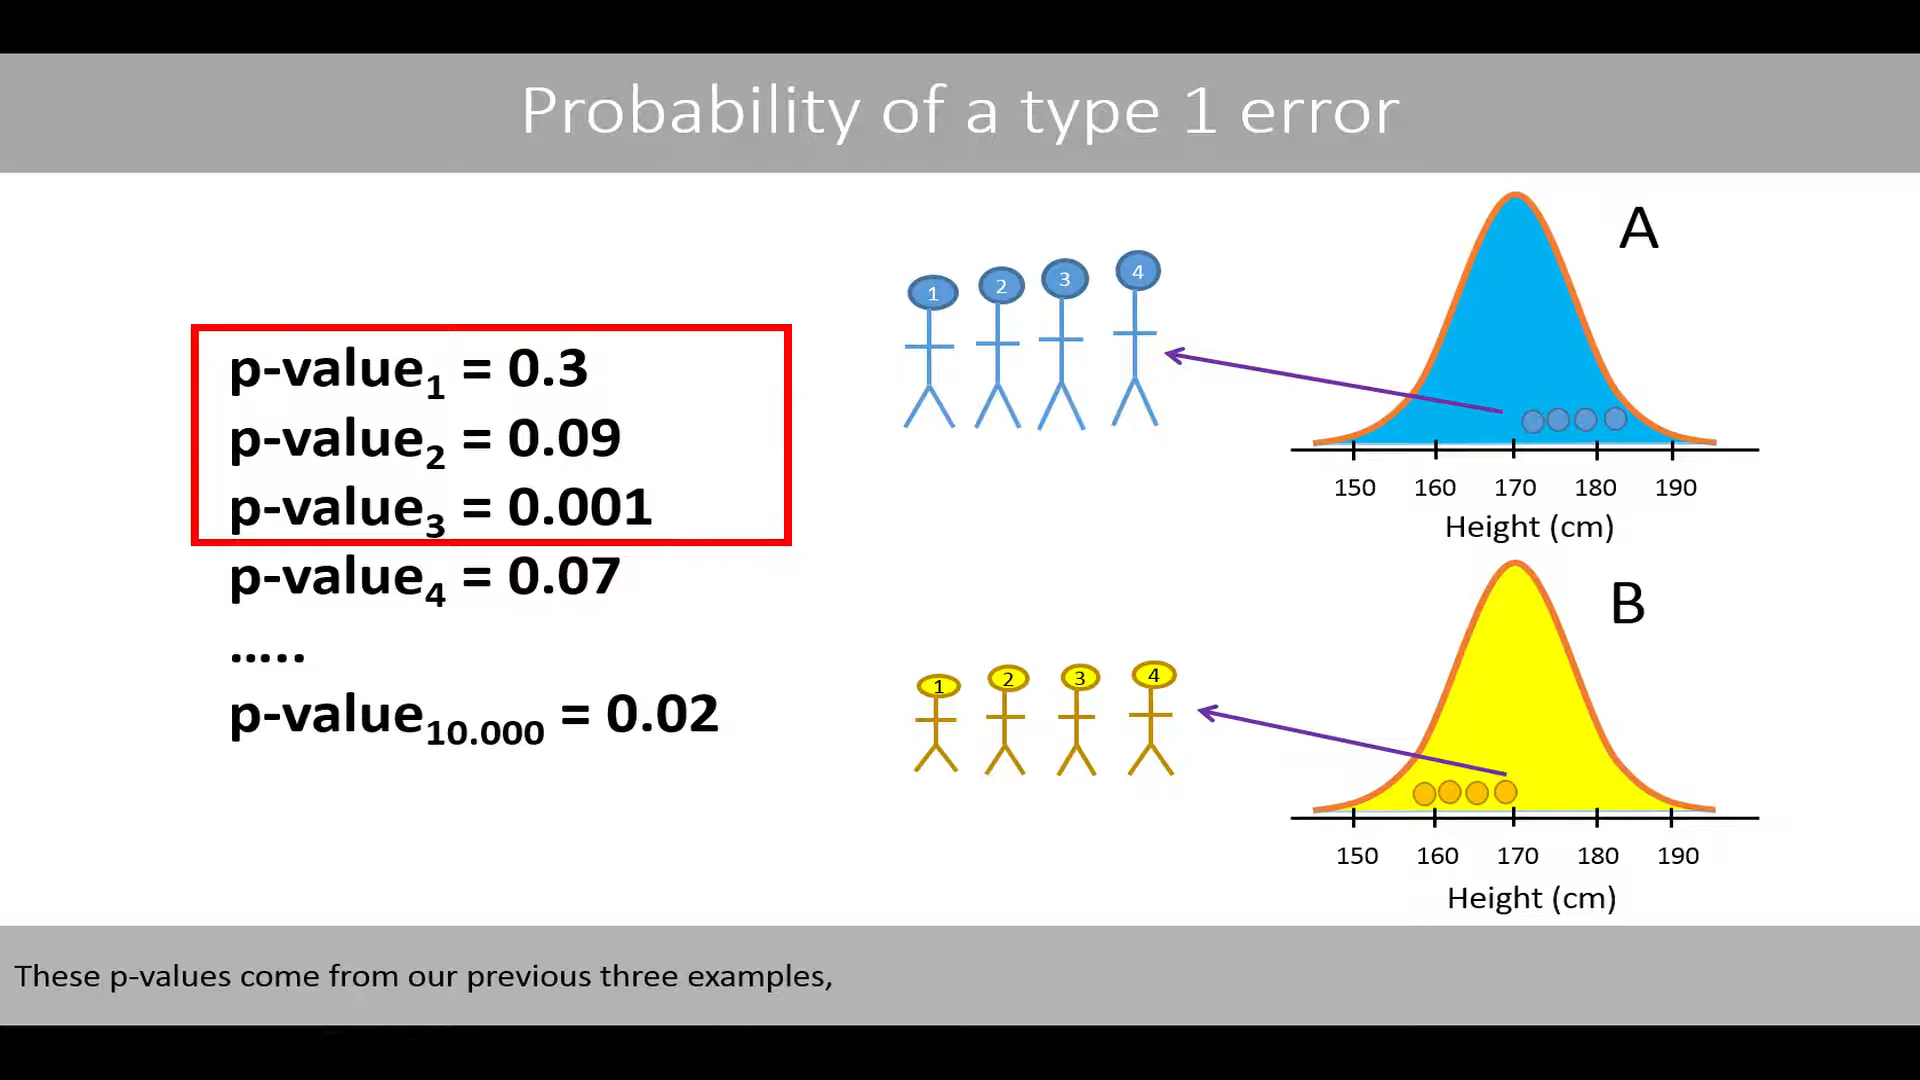 Probability of a type 1 error
p-value₁ = 0.3
p-value₂ = 0.09
p-value₃ = 0.001
p-value₄ = 0.07
.....
p-value₁₀.₀₀₀ = 0.02
1 2 3 4
A
150 160 170 180 190
Height (cm)
1 2 3 4
B
150 160 170 180 190
Height (cm)
These p-values come from our previous three examples,